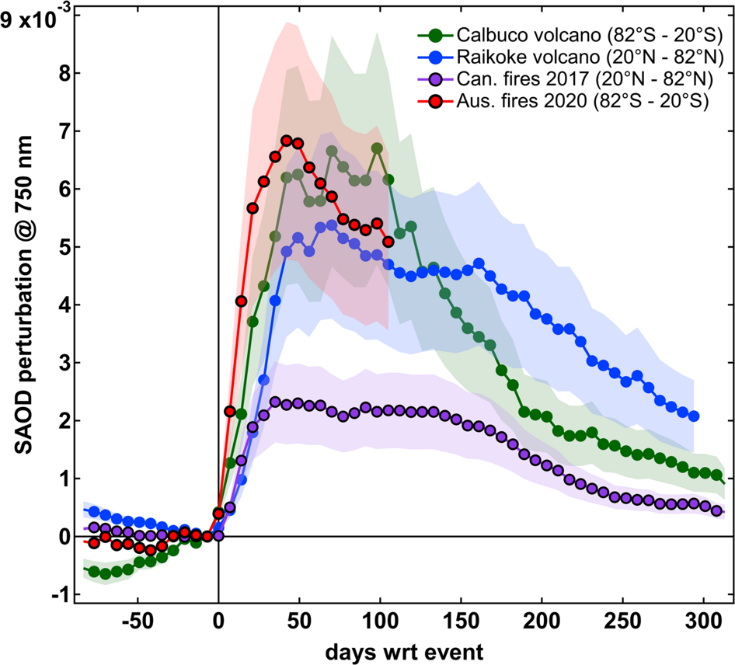 9 x10⁻³
Calbuco volcano (82°S - 20°S)
Raikoke volcano (20°N - 82°N)
Can. fires 2017 (20°N - 82°N)
Aus. fires 2020 (82°S - 20°S)
8
7
6
5
4
3
2
1
0
-1
SAOD perturbation @ 750 nm
-50 0 50 100 150 200 250 300
days wrt event